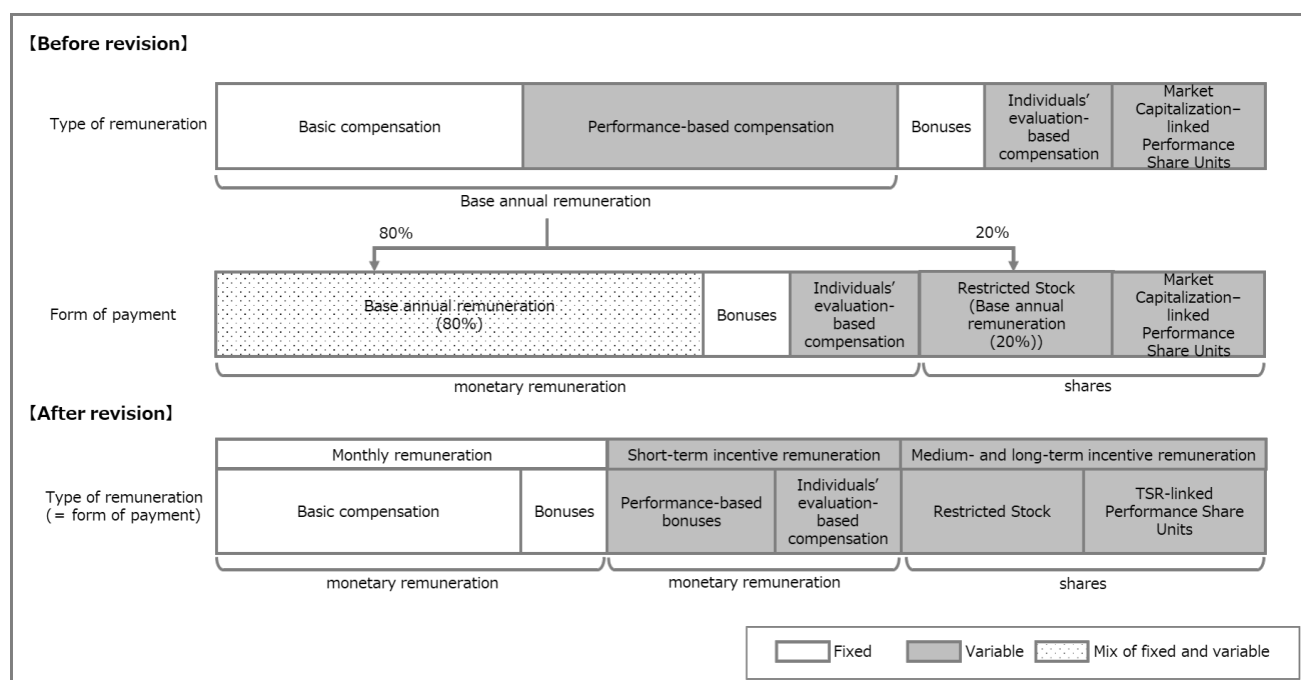 【Before revision】
Type of remuneration
Basic compensation
Performance-based compensation
Bonuses
Individuals’
evaluation-
based
compensation
Market
Capitalization–
linked
Performance
Share Units
Base annual remuneration
80%
20%
Form of payment
Base annual remuneration
(80%)
Bonuses
Individuals’
evaluation-
based
compensation
Restricted Stock
(Base annual
remuneration
(20%))
Market
Capitalization–
linked
Performance
Share Units
monetary remuneration
shares
【After revision】
Monthly remuneration
Short-term incentive remuneration
Medium- and long-term incentive remuneration
Type of remuneration
(= form of payment)
Basic compensation
Bonuses
Performance-based
bonuses
Individuals’
evaluation-
based
compensation
Restricted Stock
TSR-linked
Performance Share
Units
monetary remuneration
monetary remuneration
shares
Fixed
Variable
Mix of fixed and variable